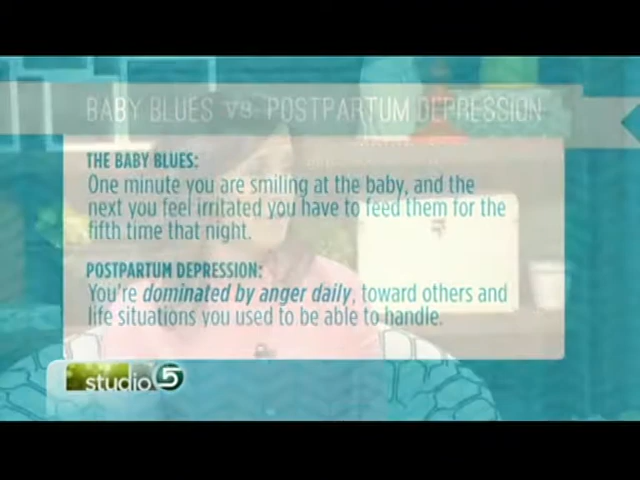 BABY BLUES VS. POSTPARTUM DEPRESSION
THE BABY BLUES:
One minute you are smiling at the baby, and the
next you feel irritated you have to feed them for the
fifth time that night.
POSTPARTUM DEPRESSION:
You're dominated by anger daily, toward others and
life situations you used to be able to handle.
studio 5